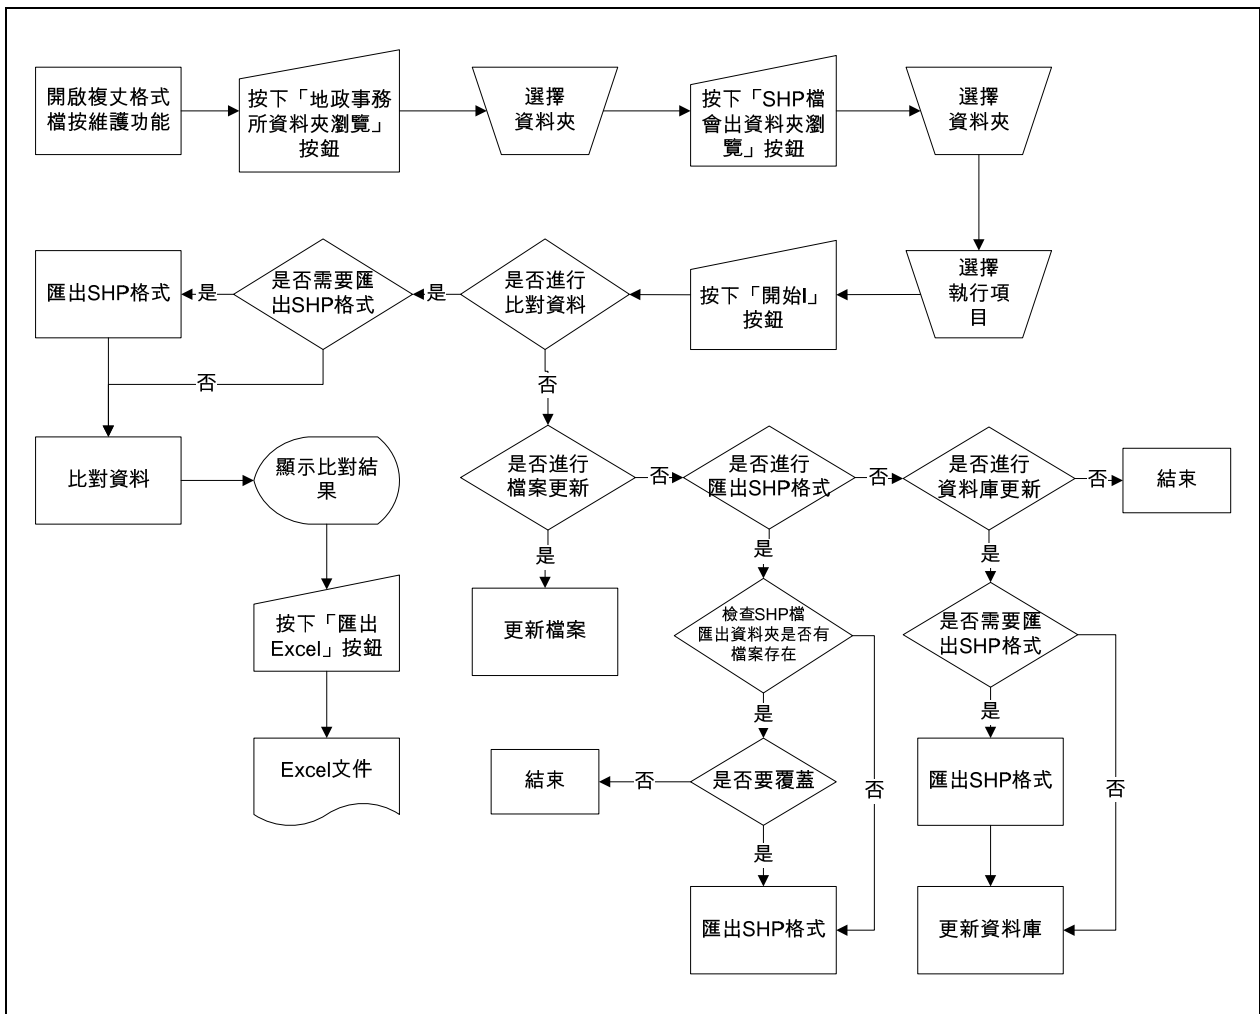 開啟複丈格式
檔按維護功能
按下「地政事務
所資料夾瀏覽」
按鈕
選擇
資料夾
按下「SHP檔
會出資料夾瀏
覽」按鈕
選擇
資料夾
選擇
執行項
目
按下「開始I」
按鈕
是否進行
比對資料
是
是否需要匯
出SHP格式
是
匯出SHP格式
否
否
比對資料
顯示比對結
果
按下「匯出
Excel」按鈕
Excel文件
是否進行
檔案更新
否
是否進行
匯出SHP格式
否
是否進行
資料庫更新
否
結束
是
更新檔案
是
檢查SHP檔
匯出資料夾是否有
檔案存在
是
否
是否要覆蓋
否
結束
是
匯出SHP格式
是
是否需要匯
出SHP格式
是
否
匯出SHP格式
更新資料庫